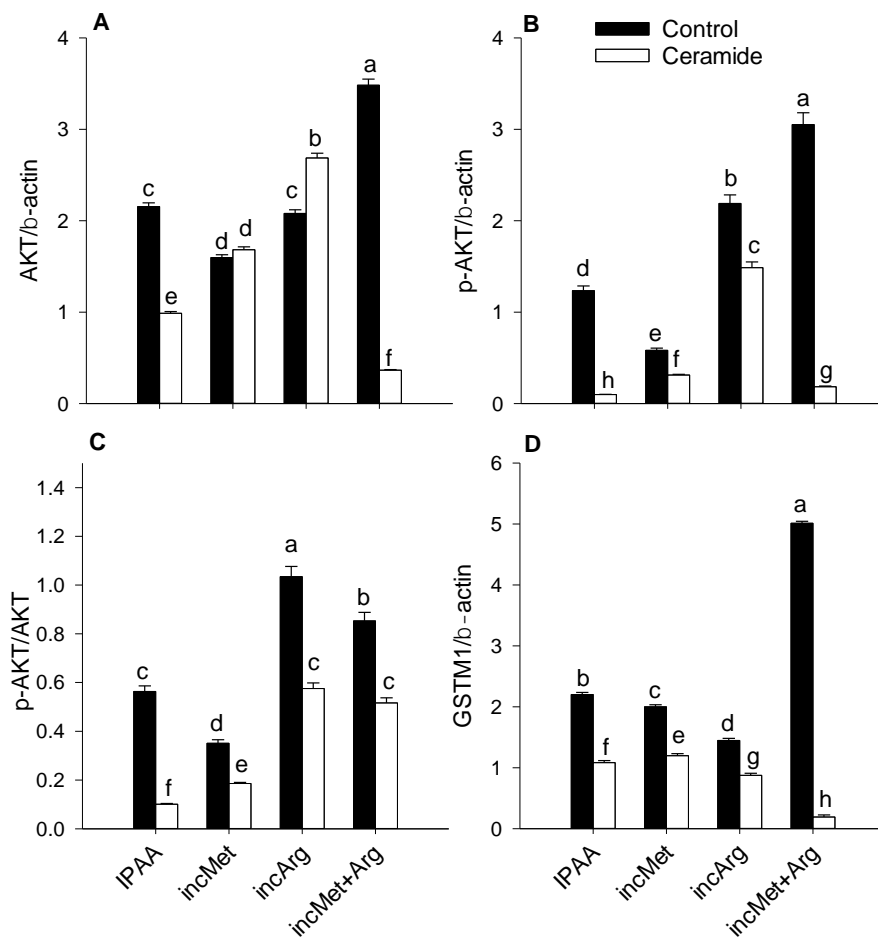 A
4
3
2
1
0
AKT/b-actin
c
e
d
d
c
b
a
f
B
Control
Ceramide
4
3
2
1
0
p-AKT/b-actin
d
h
e
f
b
c
a
g
C
1.4
1.2
1.0
0.8
0.6
0.4
0.2
0.0
p-AKT/AKT
c
f
d
e
a
c
b
c
IPAA
incMet
incArg
incMet+Arg
D
6
5
4
3
2
1
0
GSTM1/b-actin
b
f
c
e
d
g
a
h
IPAA
incMet
incArg
incMet+Arg